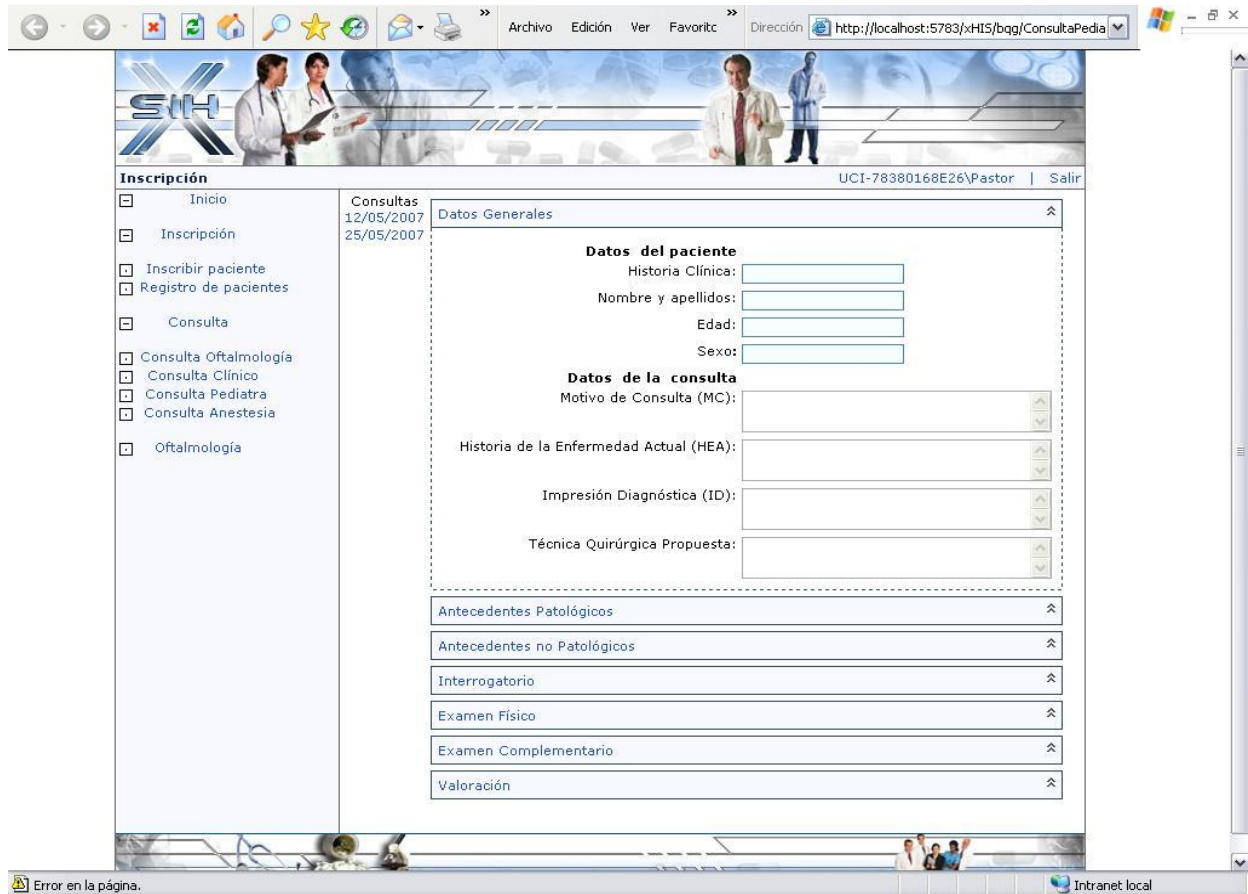 » Archivo Edición Ver Favoritc » Dirección http://localhost:5783/xHIS/bqg/ConsultaPedia
SIH
Inscripción UCI-78380168E26\Pastor | Salir
Inicio
Inscripción
Inscribir paciente
Registro de pacientes
Consulta
Consulta Oftalmología
Consulta Clínico
Consulta Pediatra
Consulta Anestesia
Oftalmología
Consultas
12/05/2007
25/05/2007
Datos Generales
Datos del paciente
Historia Clínica:
Nombre y apellidos:
Edad:
Sexo:
Datos de la consulta
Motivo de Consulta (MC):
Historia de la Enfermedad Actual (HEA):
Impresión Diagnóstica (ID):
Técnica Quirúrgica Propuesta:
Antecedentes Patológicos
Antecedentes no Patológicos
Interrogatorio
Examen Físico
Examen Complementario
Valoración
Error en la página. Intranet local